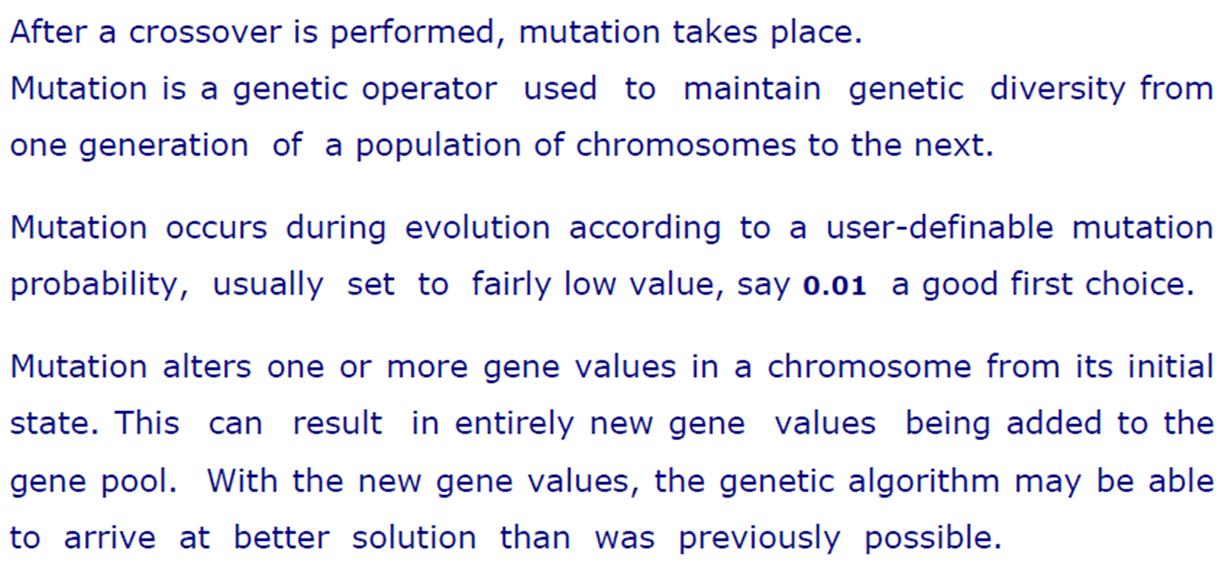 After a crossover is performed, mutation takes place.
Mutation is a genetic operator used to maintain genetic diversity from
one generation of a population of chromosomes to the next.
Mutation occurs during evolution according to a user-definable mutation
probability, usually set to fairly low value, say 0.01 a good first choice.
Mutation alters one or more gene values in a chromosome from its initial
state. This can result in entirely new gene values being added to the
gene pool. With the new gene values, the genetic algorithm may be able
to arrive at better solution than was previously possible.